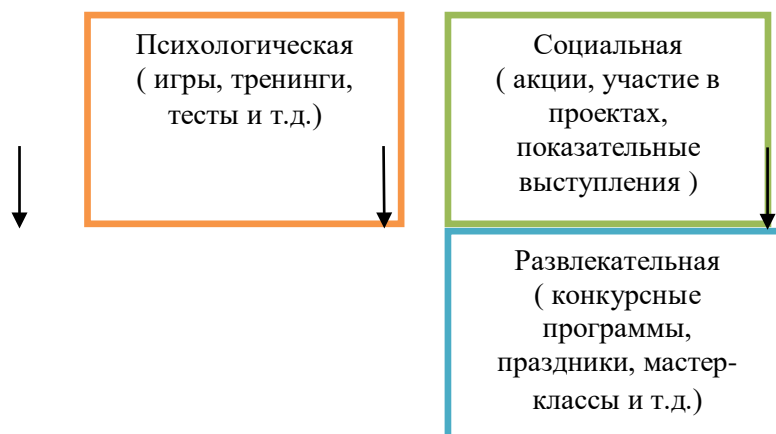 Психологическая
( игры, тренинги,
тесты и т.д.)
Социальная
( акции, участие в
проектах,
показательные
выступления )
Развлекательная
( конкурсные
программы,
праздники, мастер-
классы и т.д.)